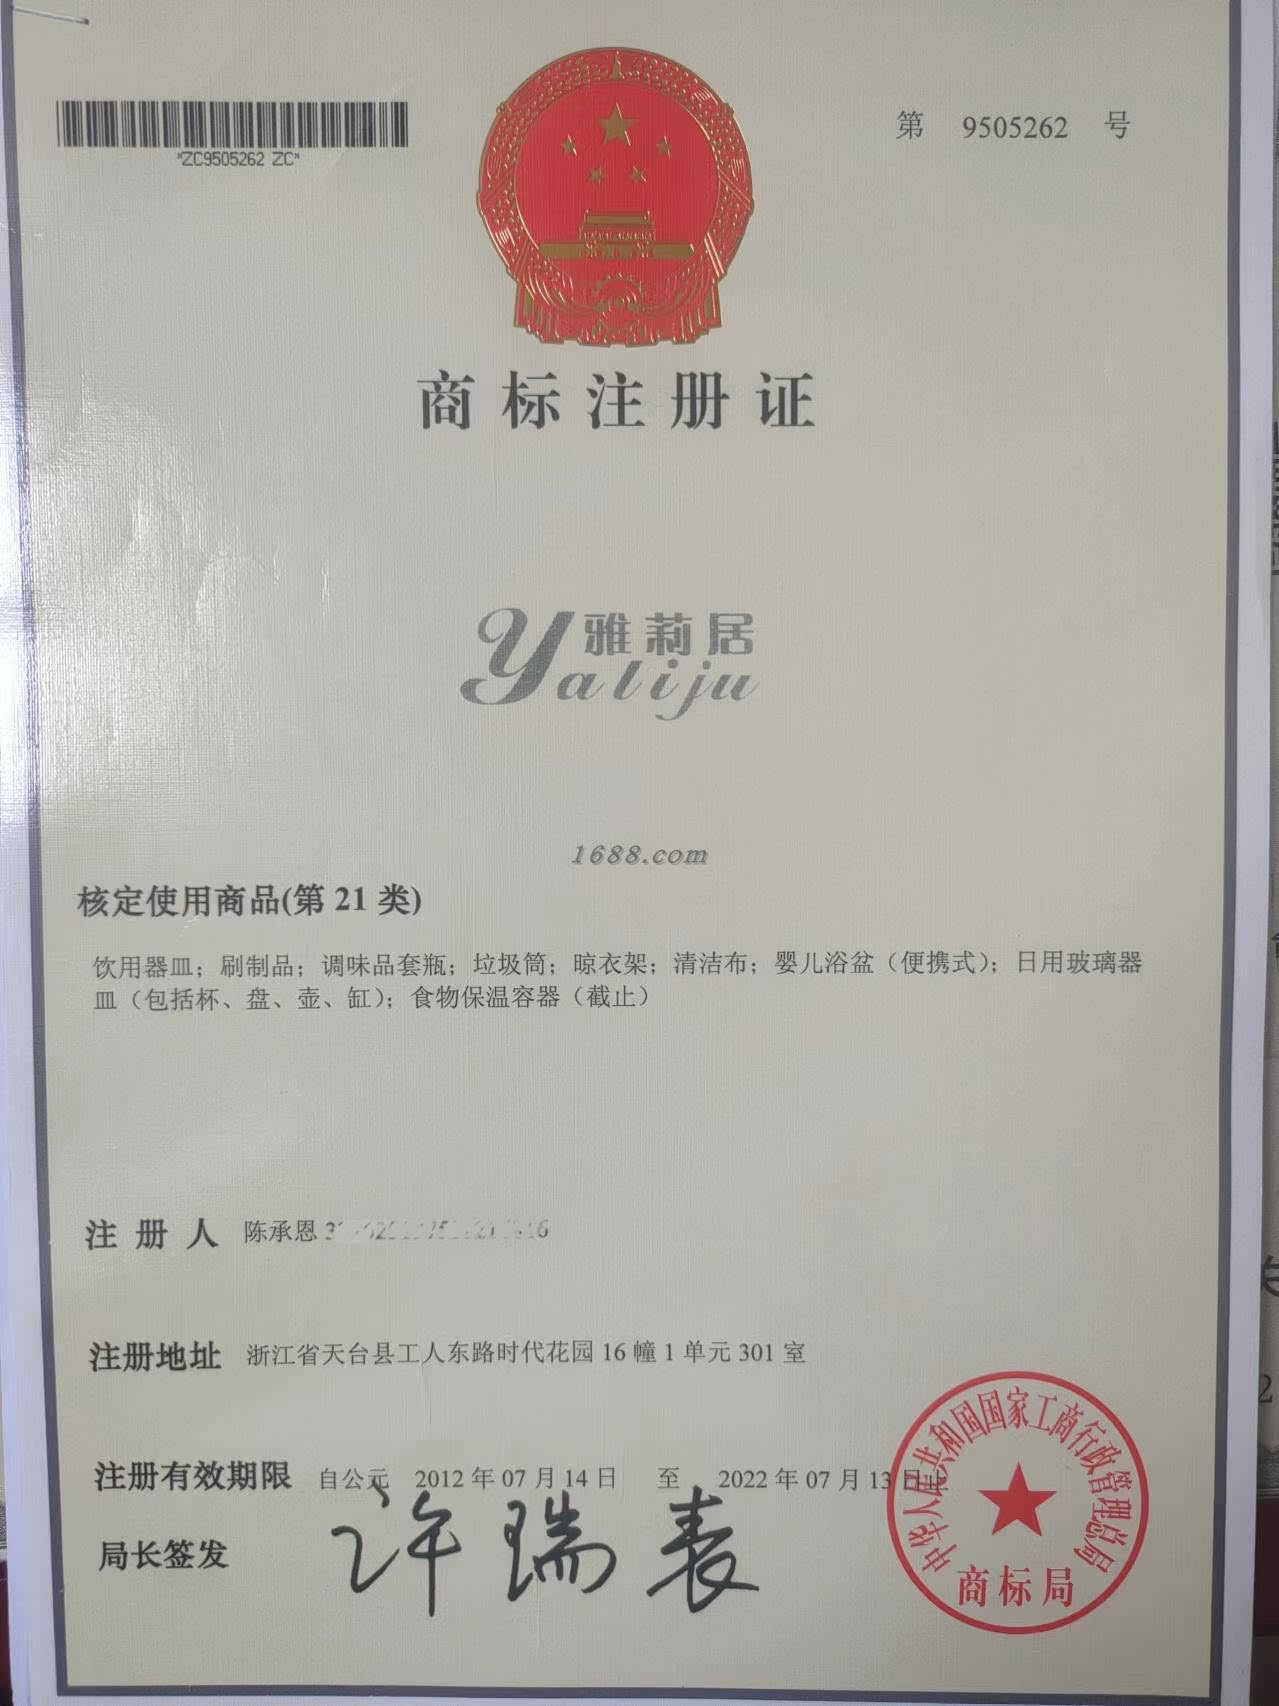 第 9505262 号
*ZC9505262 ZC*
商标注册证
雅莉居
Yaliju
1688.com
核定使用商品(第 21 类)
饮用器皿；刷制品；调味品套瓶；垃圾筒；晾衣架；清洁布；婴儿浴盆（便携式）；日用玻璃器
皿（包括杯、盘、壶、缸）；食物保温容器（截止）
注册人 陈承恩
注册地址 浙江省天台县工人东路时代花园 16 幢 1 单元 301 室
注册有效期限 自公元 2012 年 07 月 14 日 至 2022 年 07 月 13 日止
局长签发 许瑞表
中华人民共和国国家工商行政管理总局
商标局